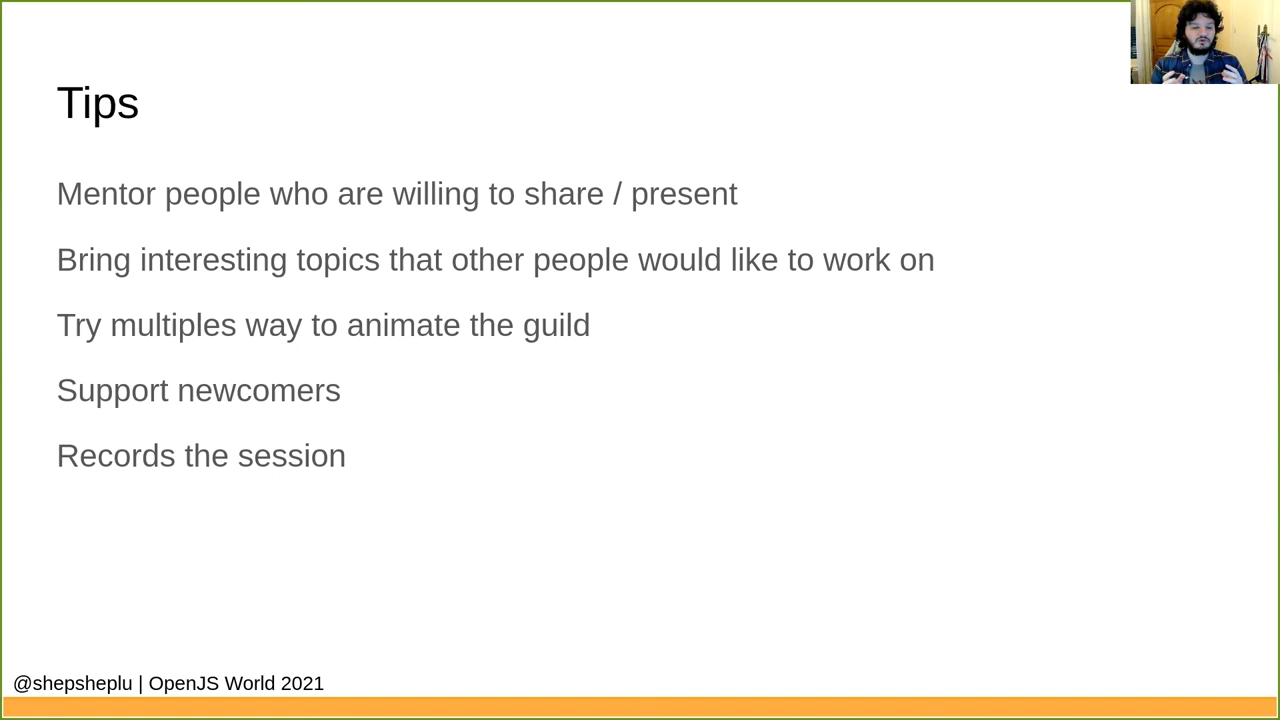 Tips
Mentor people who are willing to share / present
Bring interesting topics that other people would like to work on
Try multiples way to animate the guild
Support newcomers
Records the session
@shepsheplu | OpenJS World 2021